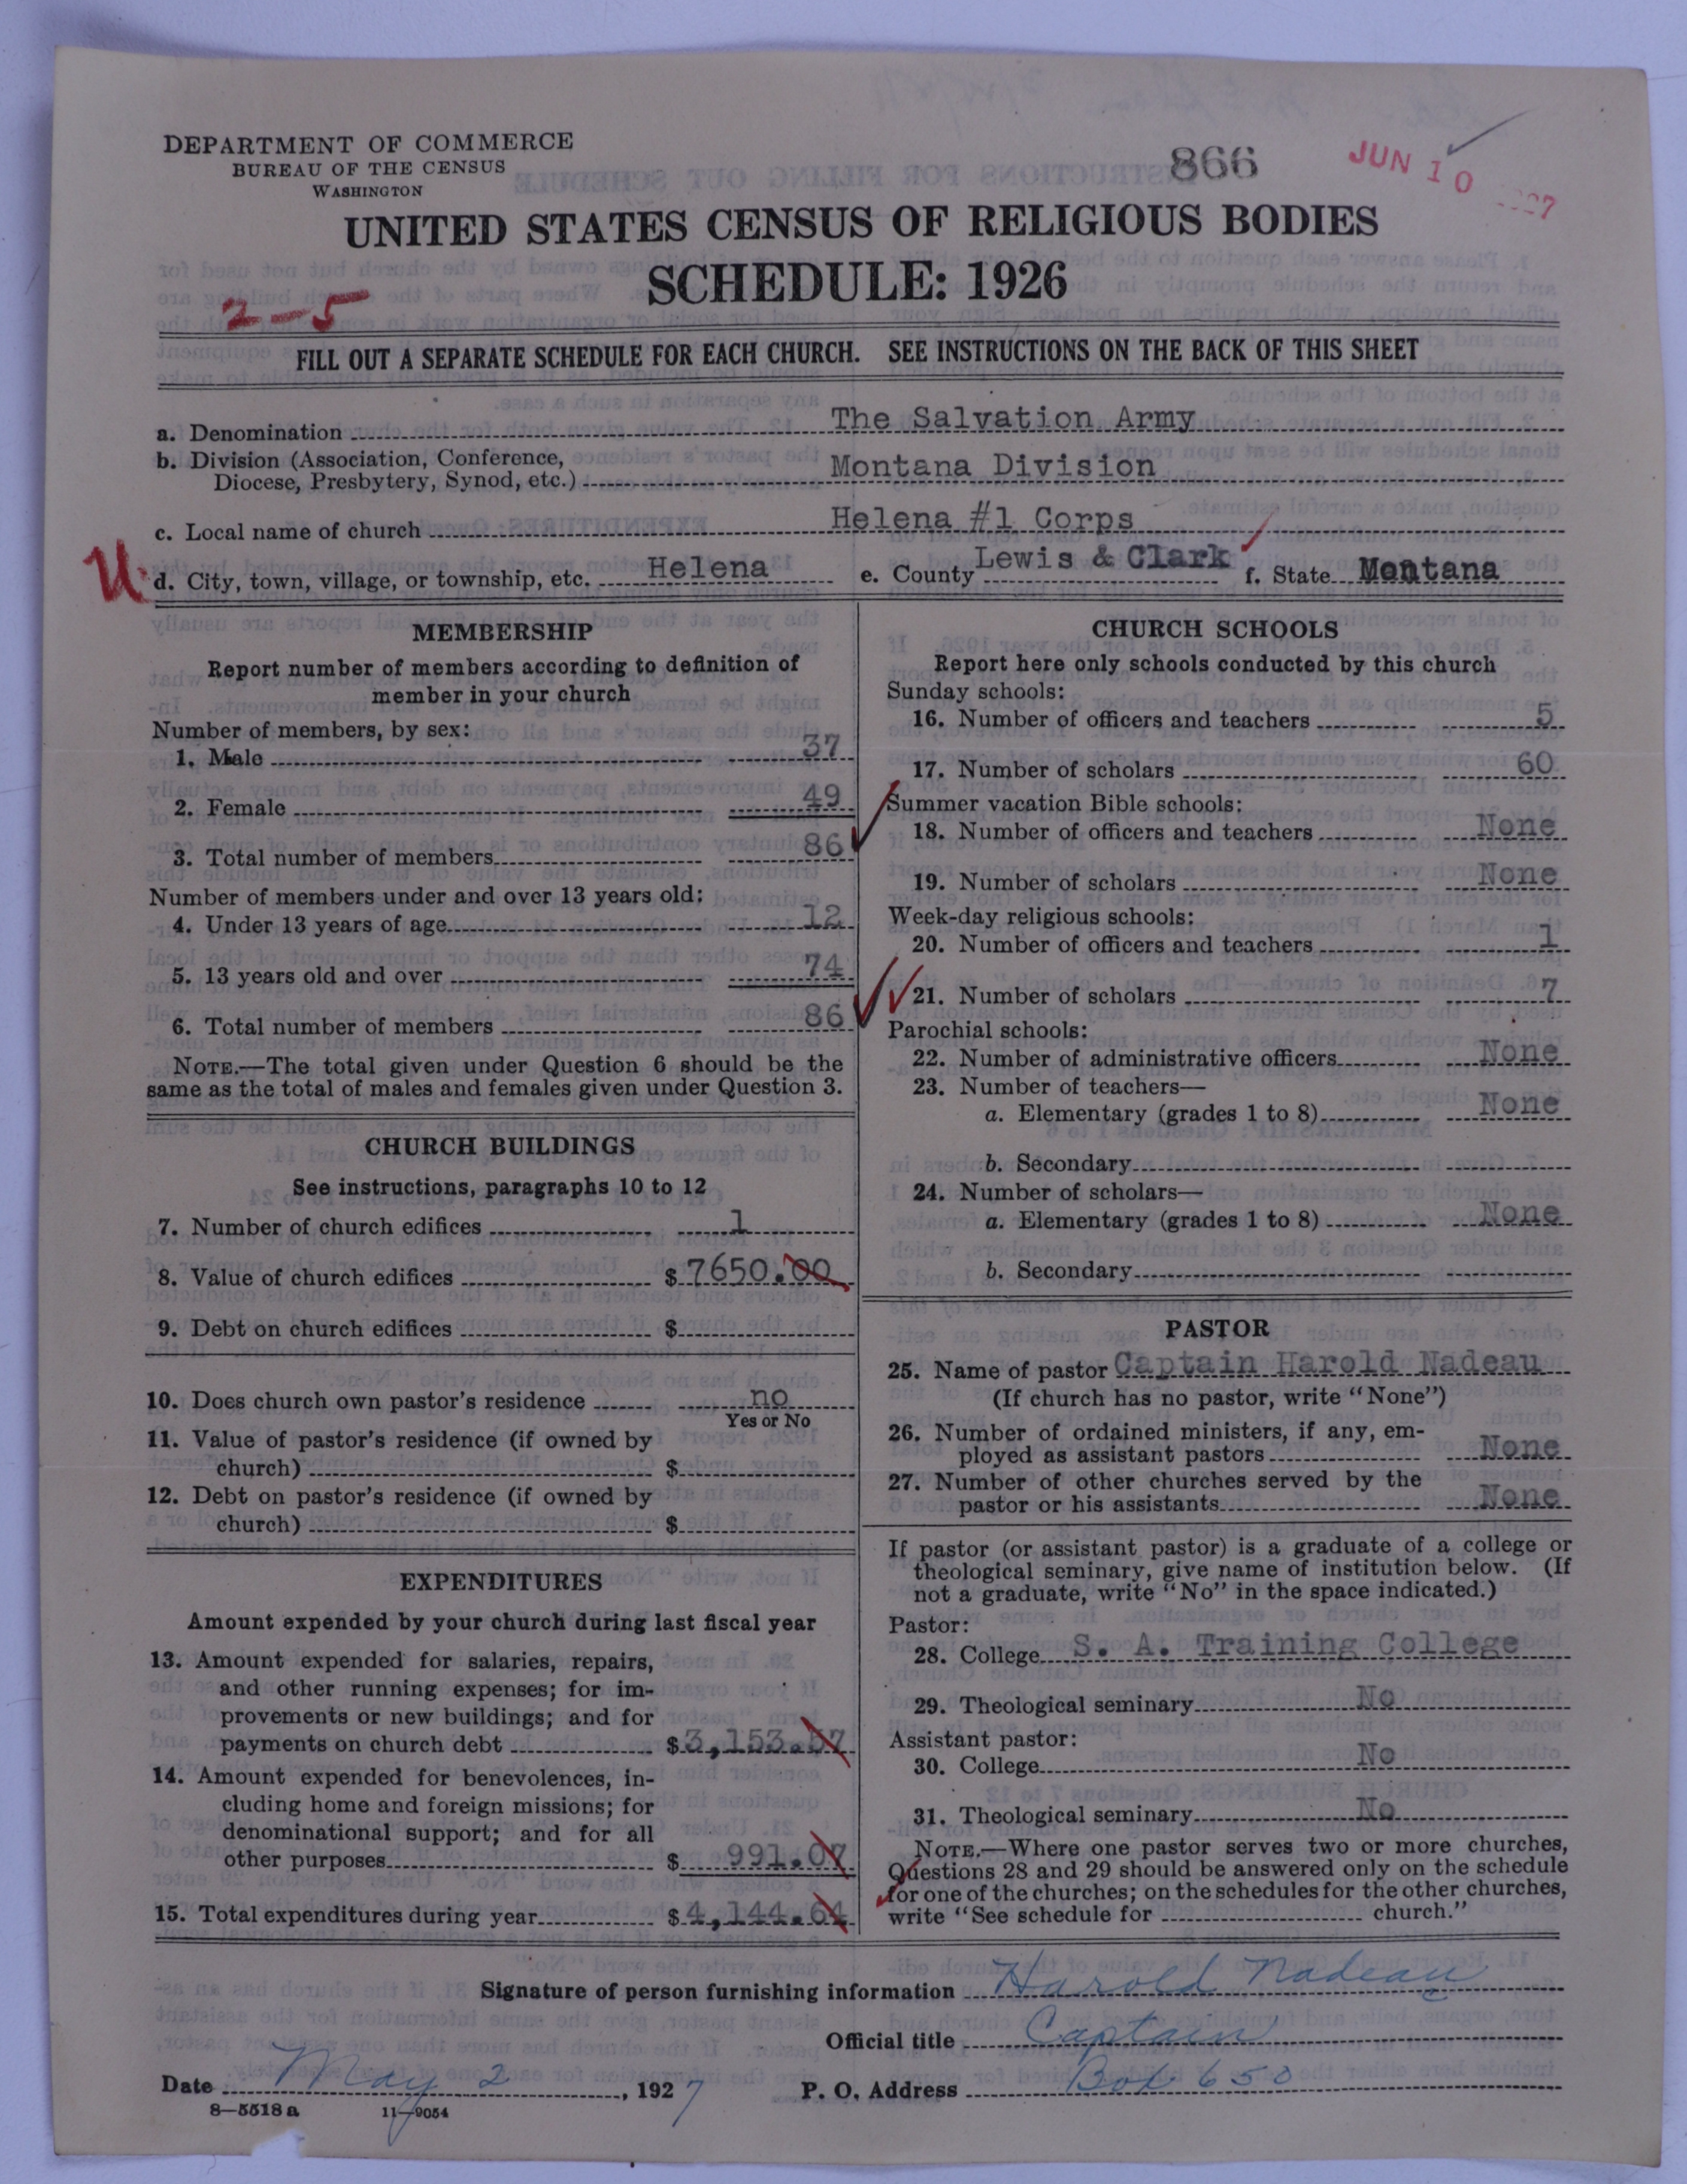 DEPARTMENT OF COMMERCE
BUREAU OF THE CENSUS
WASHINGTON
866
JUN 10 1927
UNITED STATES CENSUS OF RELIGIOUS BODIES
SCHEDULE: 1926
2-5
FILL OUT A SEPARATE SCHEDULE FOR EACH CHURCH. SEE INSTRUCTIONS ON THE BACK OF THIS SHEET
a. Denomination The Salvation Army
b. Division (Association, Conference, Diocese, Presbytery, Synod, etc.) Montana Division
c. Local name of church Helena #1 Corps
U d. City, town, village, or township, etc. Helena e. County Lewis & Clark f. State Montana
MEMBERSHIP
Report number of members according to definition of
member in your church
Number of members, by sex:
1. Male 37
2. Female 49
3. Total number of members 86
Number of members under and over 13 years old:
4. Under 13 years of age 12
5. 13 years old and over 74
6. Total number of members 86
NOTE.—The total given under Question 6 should be the
same as the total of males and females given under Question 3.
CHURCH BUILDINGS
See instructions, paragraphs 10 to 12
7. Number of church edifices 1
8. Value of church edifices $ 7650.00
9. Debt on church edifices $
10. Does church own pastor's residence no
Yes or No
11. Value of pastor's residence (if owned by
church) $
12. Debt on pastor's residence (if owned by
church) $
EXPENDITURES
Amount expended by your church during last fiscal year
13. Amount expended for salaries, repairs,
and other running expenses; for im-
provements or new buildings; and for
payments on church debt $ 3,153.57
14. Amount expended for benevolences, in-
cluding home and foreign missions; for
denominational support; and for all
other purposes $ 991.07
15. Total expenditures during year $ 4,144.64
CHURCH SCHOOLS
Report here only schools conducted by this church
Sunday schools:
16. Number of officers and teachers 5
17. Number of scholars 60
Summer vacation Bible schools:
18. Number of officers and teachers None
19. Number of scholars None
Week-day religious schools:
20. Number of officers and teachers 1
21. Number of scholars 7
Parochial schools:
22. Number of administrative officers None
23. Number of teachers—
a. Elementary (grades 1 to 8) None
b. Secondary
24. Number of scholars—
a. Elementary (grades 1 to 8) None
b. Secondary
PASTOR
25. Name of pastor Captain Harold Nadeau
(If church has no pastor, write "None")
26. Number of ordained ministers, if any, em-
ployed as assistant pastors None
27. Number of other churches served by the
pastor or his assistants None
If pastor (or assistant pastor) is a graduate of a college or
theological seminary, give name of institution below. (If
not a graduate, write "No" in the space indicated.)
Pastor:
28. College S. A. Training College
29. Theological seminary No
Assistant pastor:
30. College No
31. Theological seminary No
NOTE.—Where one pastor serves two or more churches,
Questions 28 and 29 should be answered only on the schedule
for one of the churches; on the schedules for the other churches,
write "See schedule for church."
Signature of person furnishing information Harold Nadeau
Official title Captain
Date May 2, 1927 P. O. Address Box 650
8—5518 a 11—9054